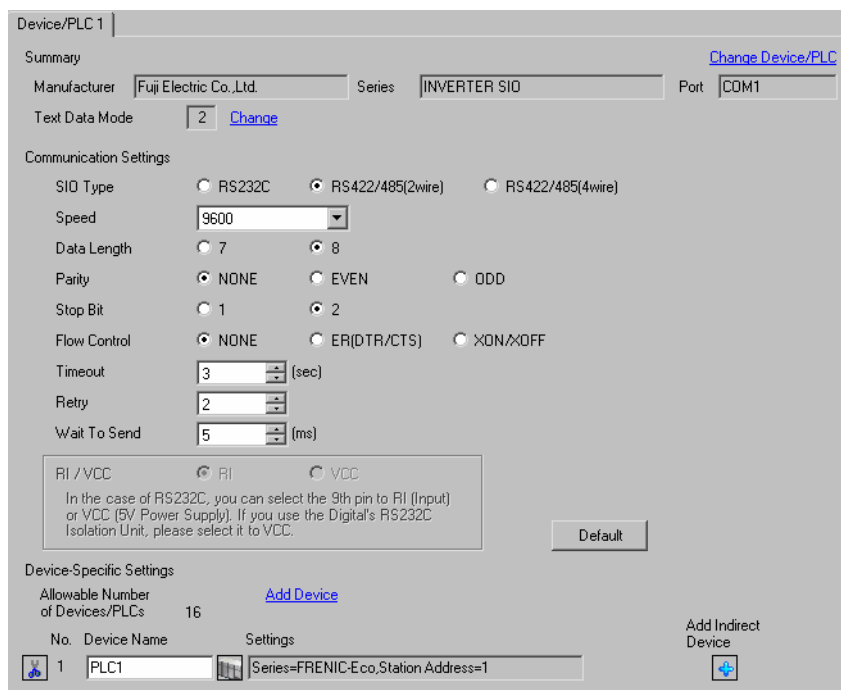 Device/PLC 1
Summary
Change Device/PLC
Manufacturer Fuji Electric Co.,Ltd. Series INVERTER SIO Port COM1
Text Data Mode 2 Change
Communication Settings
SIO Type RS232C RS422/485(2wire) RS422/485(4wire)
Speed 9600
Data Length 7 8
Parity NONE EVEN ODD
Stop Bit 1 2
Flow Control NONE ER(DTR/CTS) XON/XOFF
Timeout 3 (sec)
Retry 2
Wait To Send 5 (ms)
RI / VCC RI VCC
In the case of RS232C, you can select the 9th pin to RI (Input)
or VCC (5V Power Supply). If you use the Digital's RS232C
Isolation Unit, please select it to VCC.
Default
Device-Specific Settings
Allowable Number
of Devices/PLCs 16
Add Device
No. Device Name Settings
Add Indirect
Device
1 PLC1 Series=FRENIC-Eco,Station Address=1